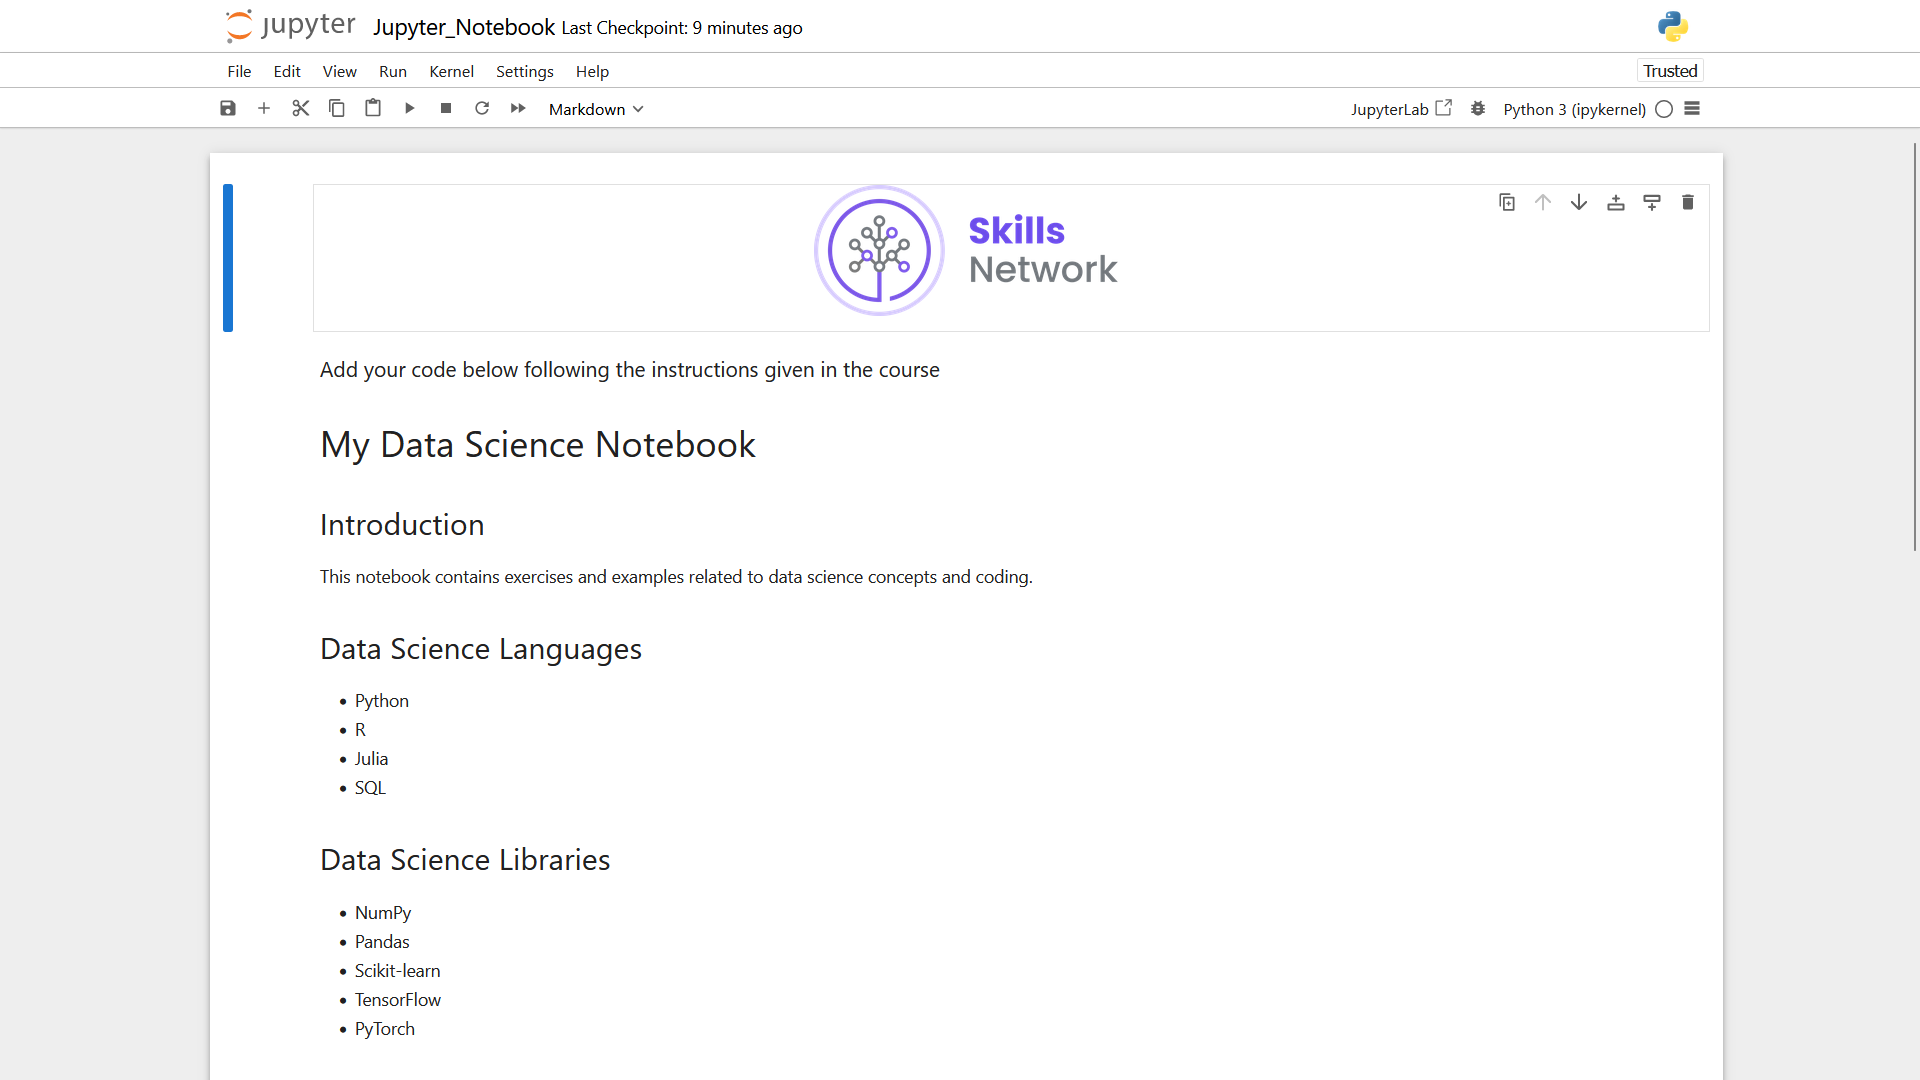 jupyter Jupyter_Notebook Last Checkpoint: 9 minutes ago
File Edit View Run Kernel Settings Help Trusted
Markdown JupyterLab Python 3 (ipykernel)
Skills
Network
Add your code below following the instructions given in the course
My Data Science Notebook
Introduction
This notebook contains exercises and examples related to data science concepts and coding.
Data Science Languages
• Python
• R
• Julia
• SQL
Data Science Libraries
• NumPy
• Pandas
• Scikit-learn
• TensorFlow
• PyTorch